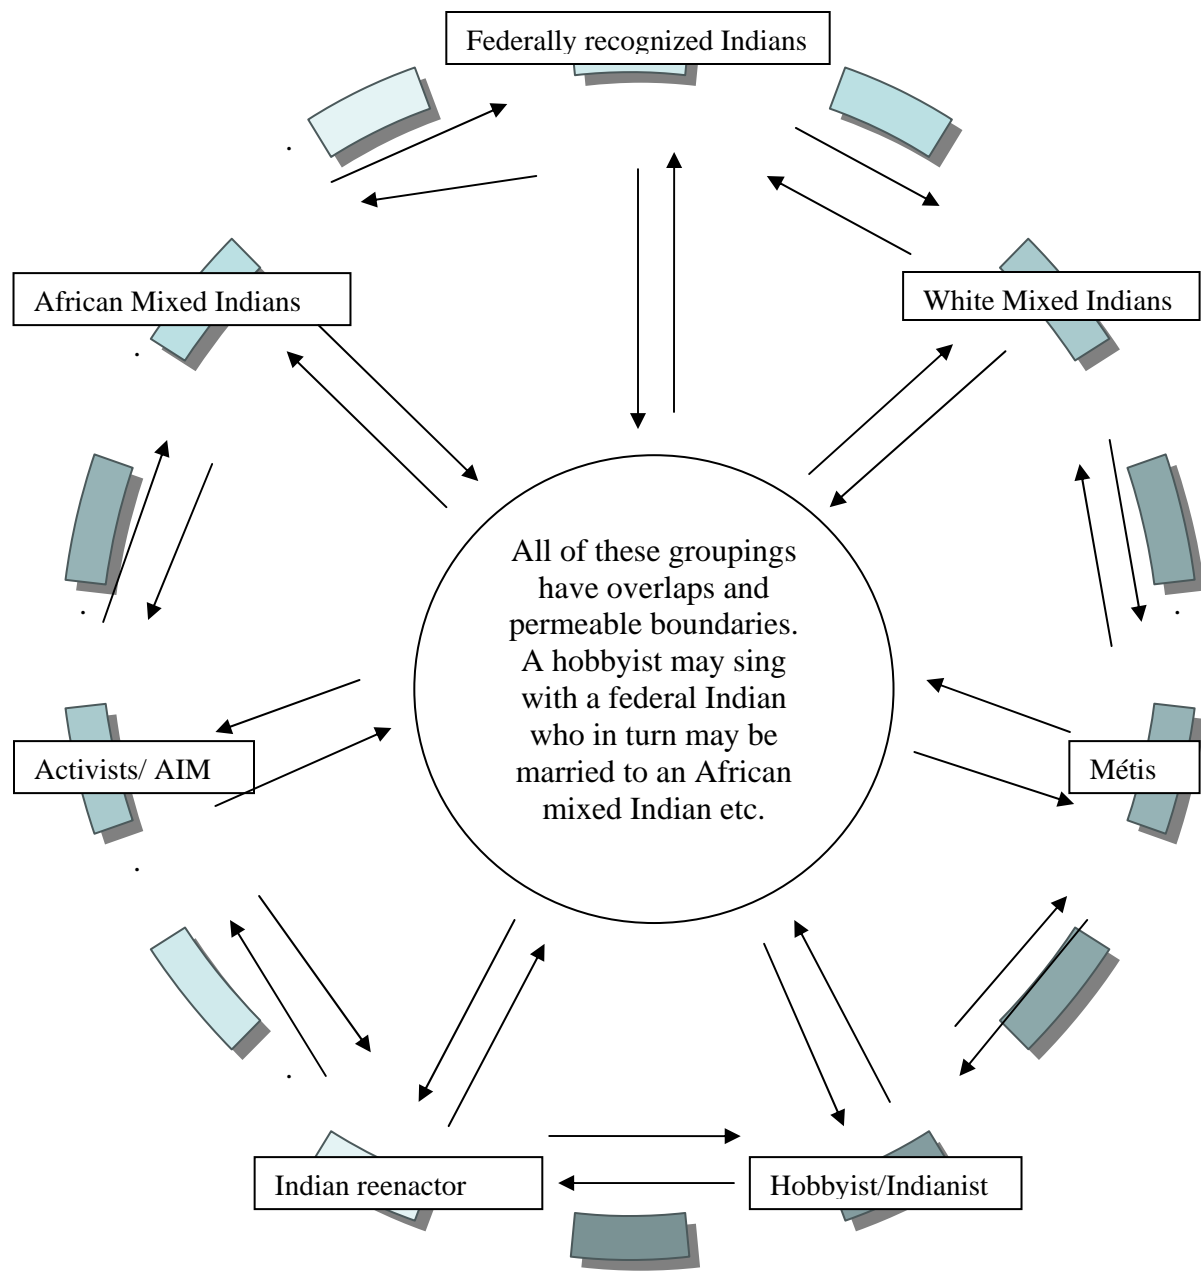 Federally recognized Indians
African Mixed Indians
White Mixed Indians
All of these groupings
have overlaps and
permeable boundaries.
A hobbyist may sing
with a federal Indian
who in turn may be
married to an African
mixed Indian etc.
Activists/ AIM
Métis
Indian reenactor
Hobbyist/Indianist